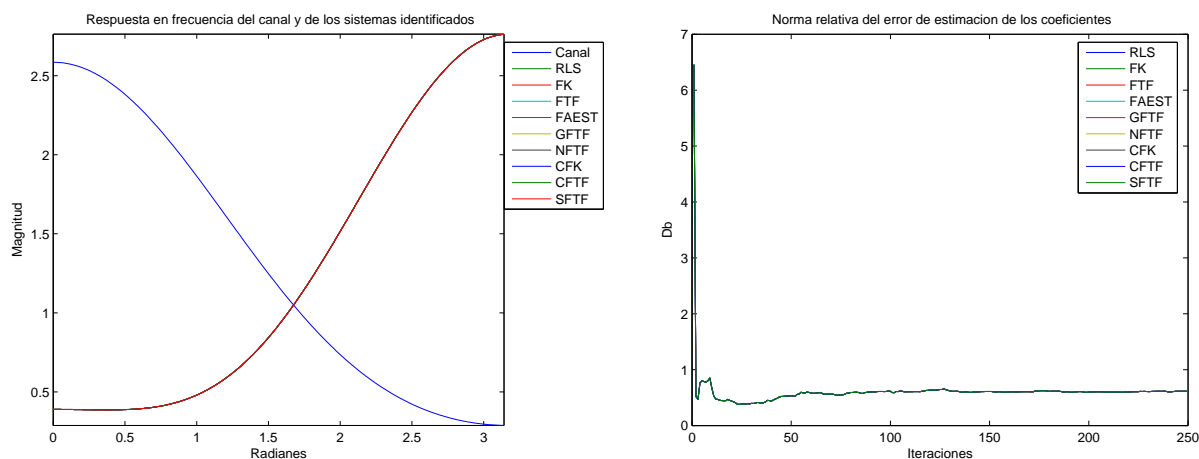 Respuesta en frecuencia del canal y de los sistemas identificados
Magnitud
2.5
2
1.5
1
0.5
0 0.5 1 1.5 2 2.5 3
Radianes
Canal
RLS
FK
FTF
FAEST
GFTF
NFTF
CFK
CFTF
SFTF
Norma relativa del error de estimacion de los coeficientes
Db
7
6
5
4
3
2
1
0
0 50 100 150 200 250
Iteraciones
RLS
FK
FTF
FAEST
GFTF
NFTF
CFK
CFTF
SFTF